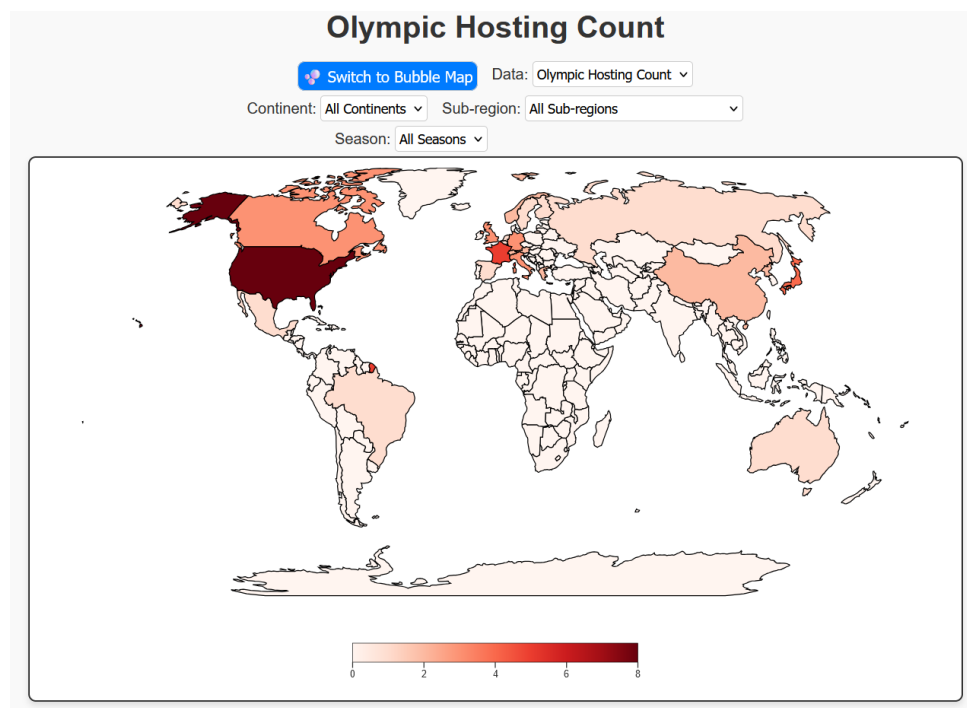 Olympic Hosting Count
Switch to Bubble Map Data: Olympic Hosting Count
Continent: All Continents Sub-region: All Sub-regions
Season: All Seasons
0 2 4 6 8